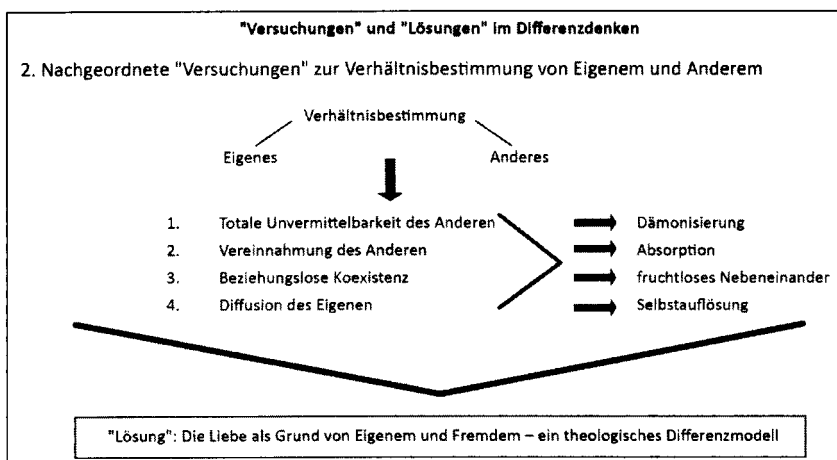 "Versuchungen" und "Lösungen" im Differenzdenken
2. Nachgeordnete "Versuchungen" zur Verhältnisbestimmung von Eigenem und Anderem
Verhältnisbestimmung
Eigenes Anderes
1. Totale Unvermittelbarkeit des Anderen Dämonisierung
2. Vereinnahmung des Anderen Absorption
3. Beziehungslose Koexistenz fruchtloses Nebeneinander
4. Diffusion des Eigenen Selbstauflösung
"Lösung": Die Liebe als Grund von Eigenem und Fremdem – ein theologisches Differenzmodell